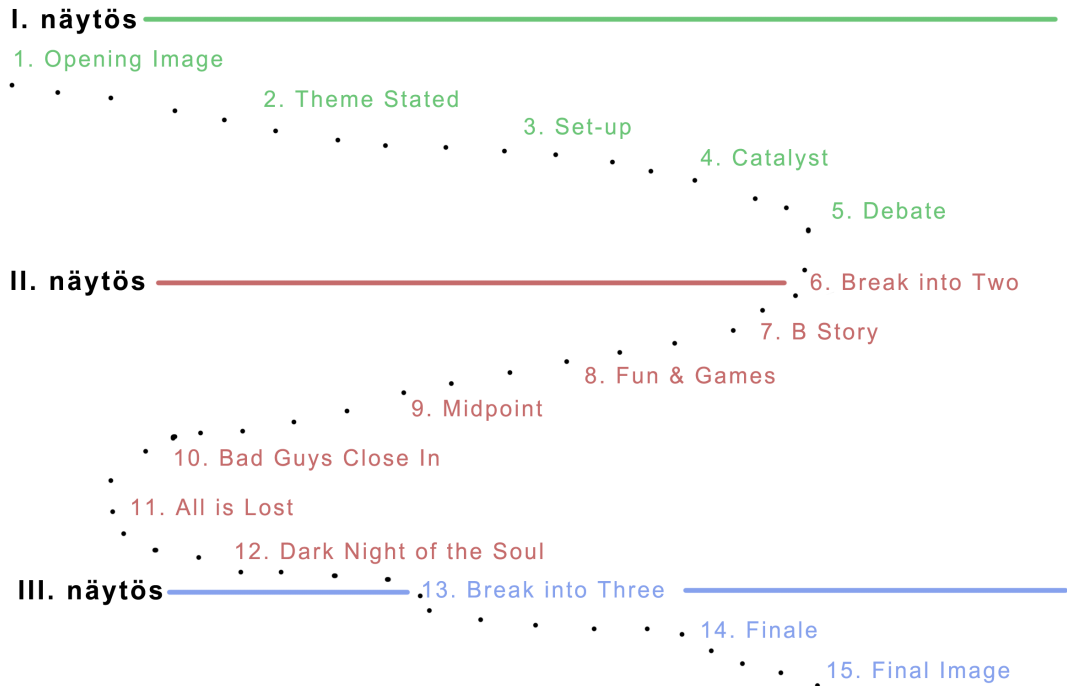 I. näytös
1. Opening Image
2. Theme Stated
3. Set-up
4. Catalyst
5. Debate
II. näytös
6. Break into Two
7. B Story
8. Fun & Games
9. Midpoint
10. Bad Guys Close In
11. All is Lost
12. Dark Night of the Soul
III. näytös
13. Break into Three
14. Finale
15. Final Image